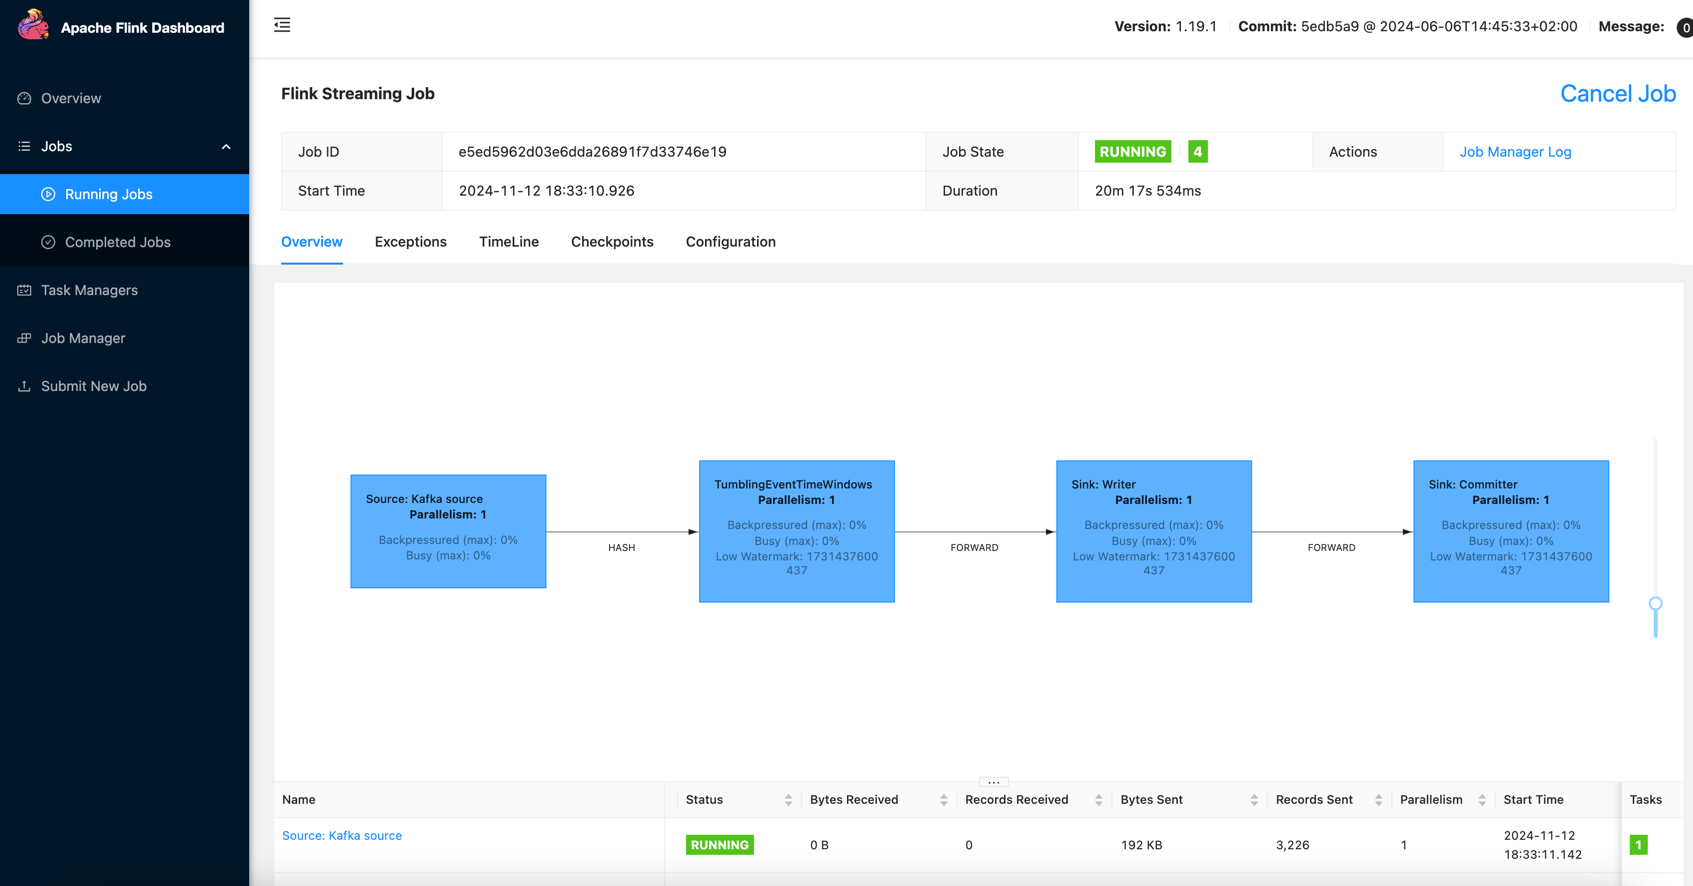 Apache Flink Dashboard
Version: 1.19.1 Commit: 5edb5a9 @ 2024-06-06T14:45:33+02:00 Message: 0
Overview
Jobs
Running Jobs
Completed Jobs
Task Managers
Job Manager
Submit New Job
Flink Streaming Job
Cancel Job
Job ID e5ed5962d03e6dda26891f7d33746e19 Job State RUNNING 4 Actions Job Manager Log
Start Time 2024-11-12 18:33:10.926 Duration 20m 17s 534ms
Overview Exceptions TimeLine Checkpoints Configuration
Source: Kafka source
Parallelism: 1
Backpressured (max): 0%
Busy (max): 0%
HASH
TumblingEventTimeWindows
Parallelism: 1
Backpressured (max): 0%
Busy (max): 0%
Low Watermark: 1731437600
437
FORWARD
Sink: Writer
Parallelism: 1
Backpressured (max): 0%
Busy (max): 0%
Low Watermark: 1731437600
437
FORWARD
Sink: Committer
Parallelism: 1
Backpressured (max): 0%
Busy (max): 0%
Low Watermark: 1731437600
437
Name Status Bytes Received Records Received Bytes Sent Records Sent Parallelism Start Time Tasks
Source: Kafka source RUNNING 0 B 0 192 KB 3,226 1 2024-11-12 1
18:33:11.142